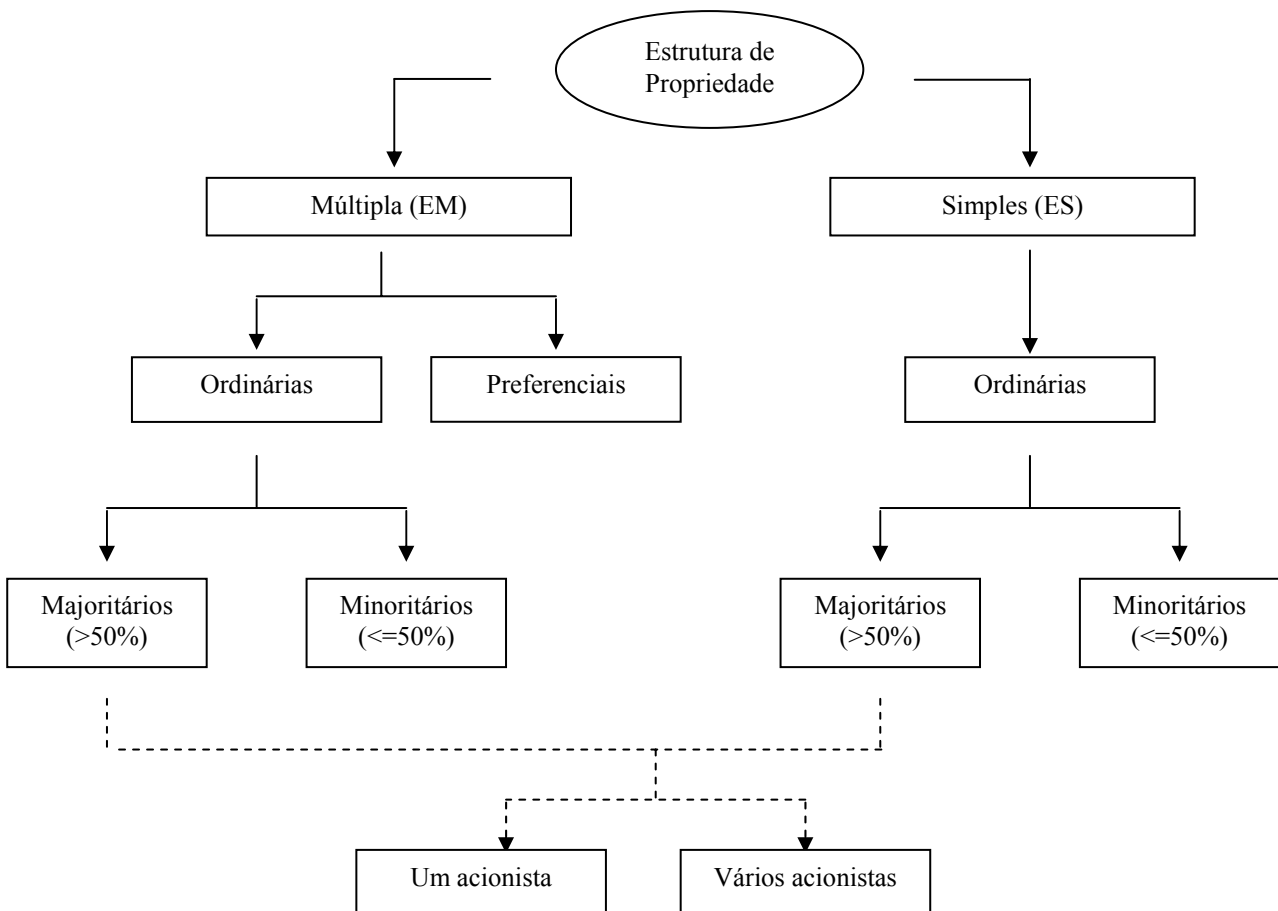 Estrutura de
Propriedade
Múltipla (EM)
Simples (ES)
Ordinárias
Preferenciais
Ordinárias
Majoritários
(>50%)
Minoritários
(<=50%)
Majoritários
(>50%)
Minoritários
(<=50%)
Um acionista
Vários acionistas